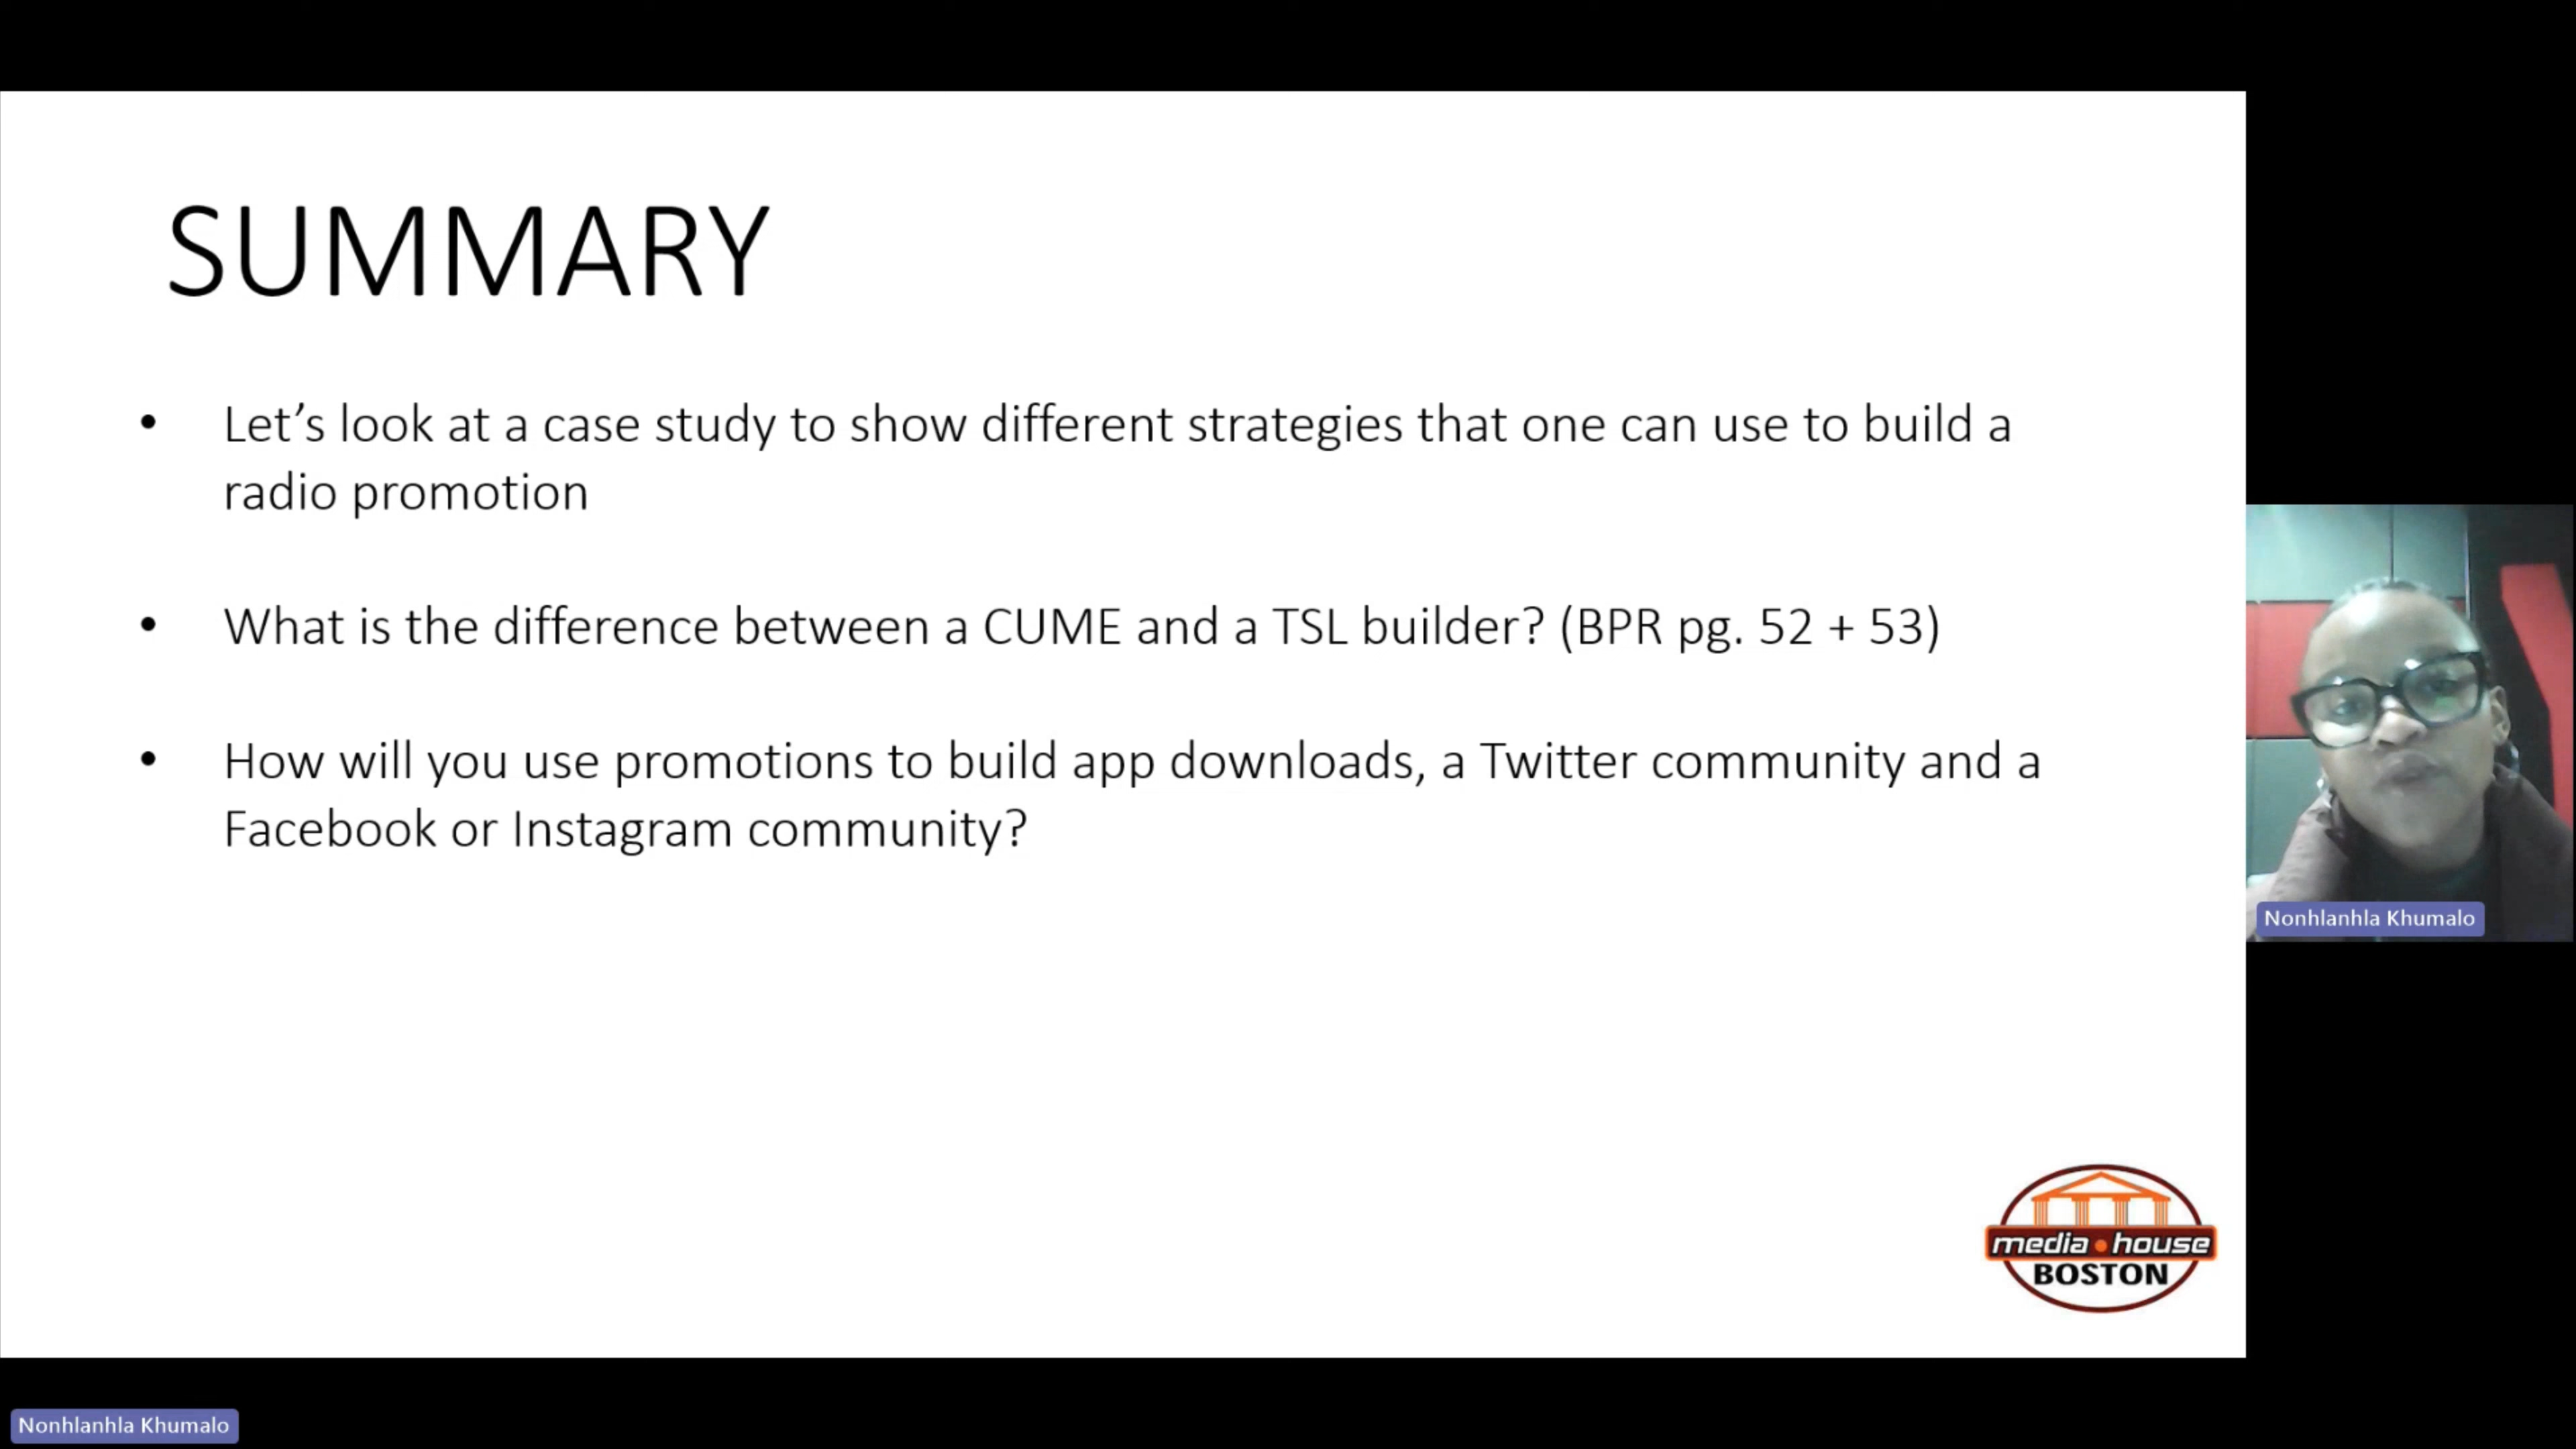 SUMMARY
• Let’s look at a case study to show different strategies that one can use to build a
radio promotion
• What is the difference between a CUME and a TSL builder? (BPR pg. 52 + 53)
• How will you use promotions to build app downloads, a Twitter community and a
Facebook or Instagram community?
Nonhlanhla Khumalo
media • house
BOSTON
Nonhlanhla Khumalo